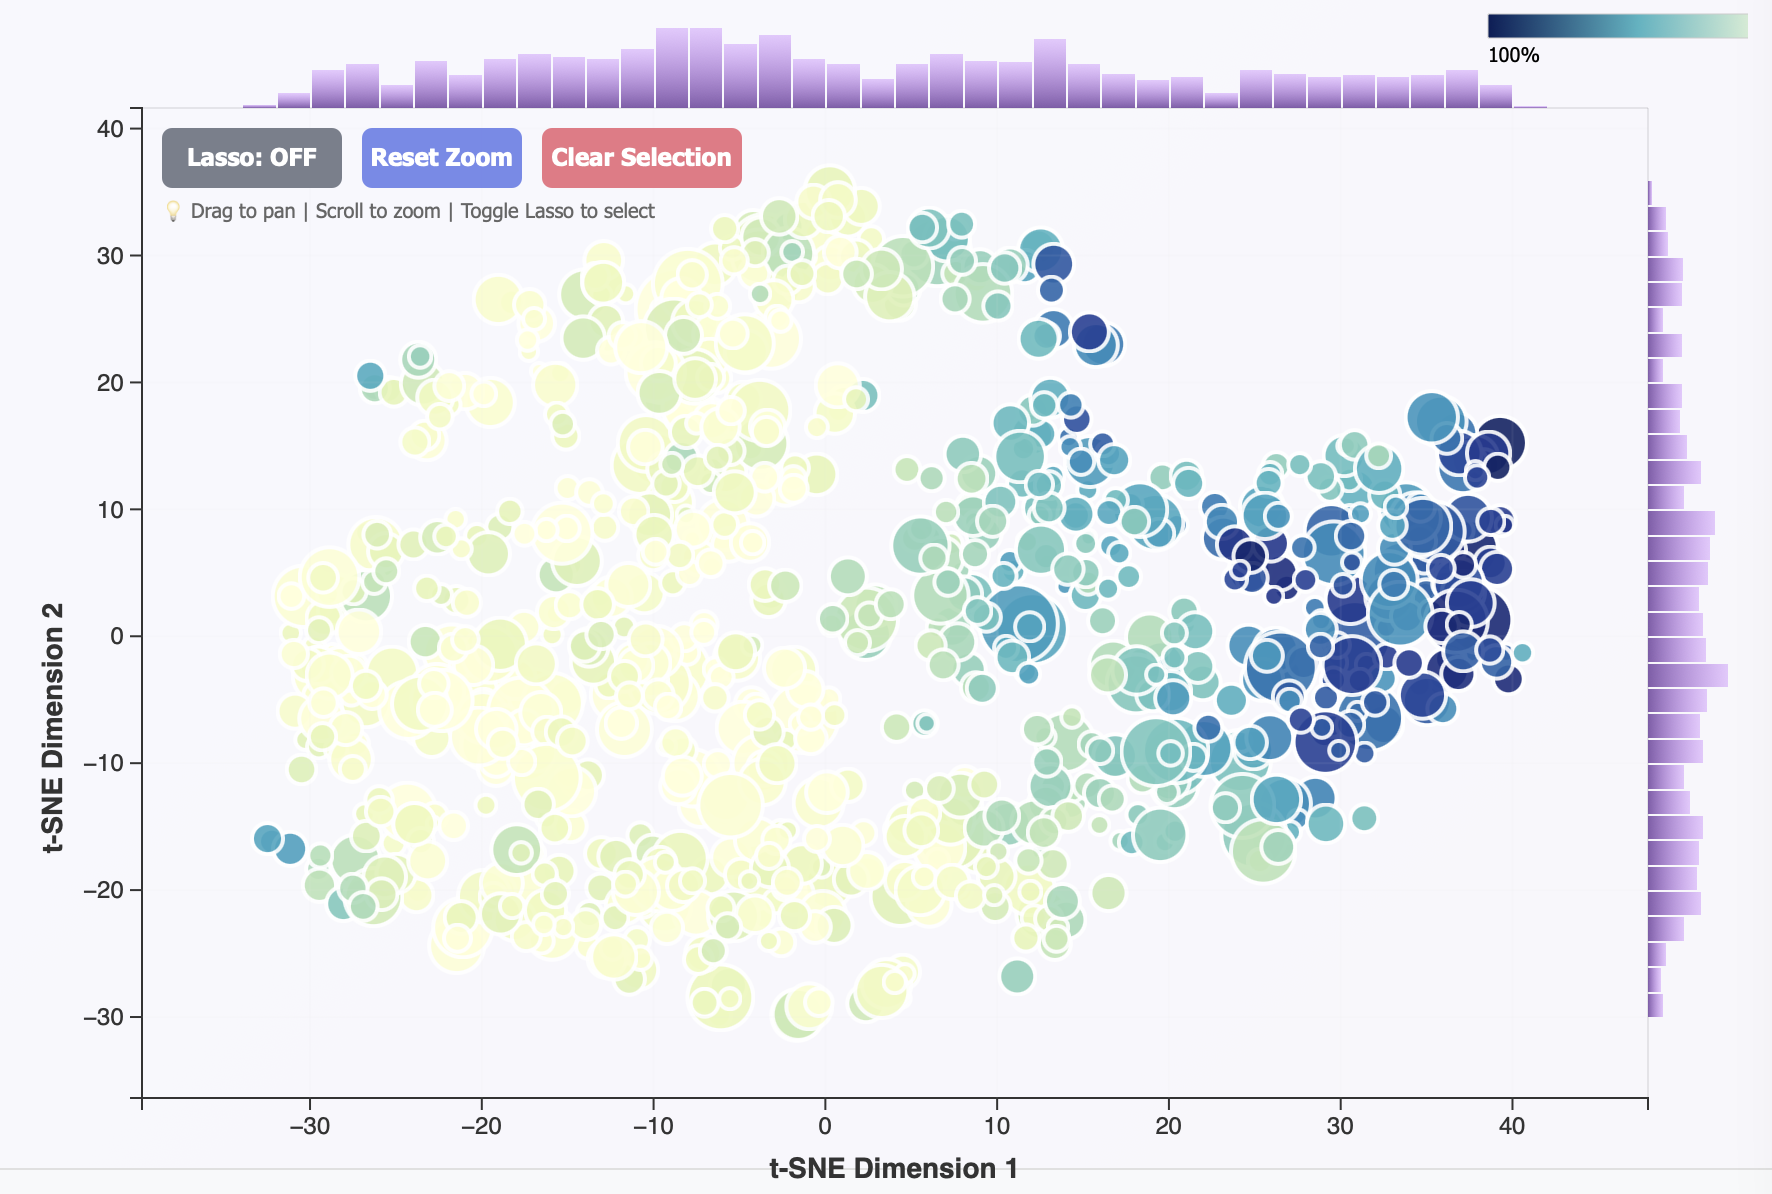 100%
40
Lasso: OFF Reset Zoom Clear Selection
💡 Drag to pan | Scroll to zoom | Toggle Lasso to select
30
20
10
0
−10
−20
−30
t-SNE Dimension 2
−30 −20 −10 0 10 20 30 40
t-SNE Dimension 1